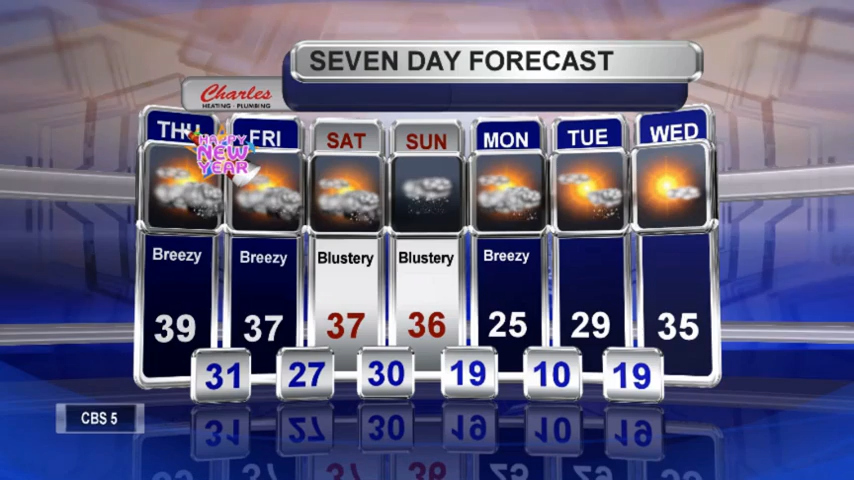 SEVEN DAY FORECAST
Charles
HEATING · PLUMBING
THU FRI SAT SUN MON TUE WED
HAPPY
NEW
YEAR
Breezy Breezy Blustery Blustery Breezy
39 37 37 36 25 29 35
31 27 30 19 10 19
CBS 5